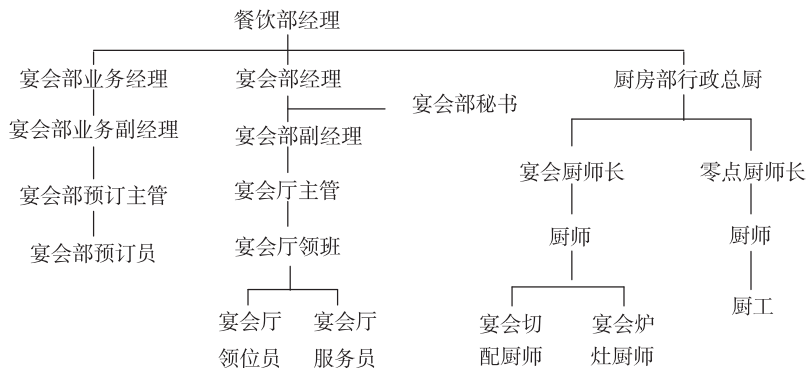 餐饮部经理
宴会部业务经理
宴会部经理
厨房部行政总厨
宴会部秘书
宴会部业务副经理
宴会部副经理
宴会厨师长
零点厨师长
宴会部预订主管
宴会厅主管
厨师
厨师
宴会部预订员
宴会厅领班
厨工
宴会厅
领位员
宴会厅
服务员
宴会切
配厨师
宴会炉
灶厨师